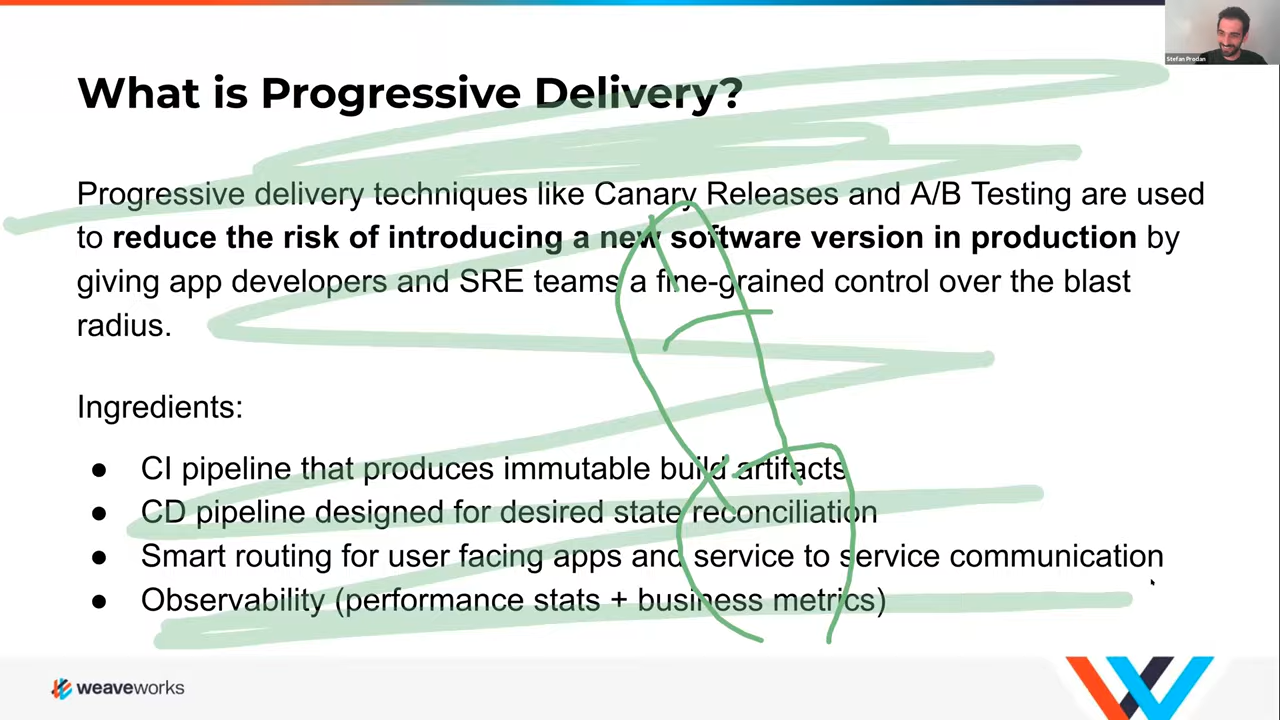 Stefan Prodan
What is Progressive Delivery?
Progressive delivery techniques like Canary Releases and A/B Testing are used
to reduce the risk of introducing a new software version in production by
giving app developers and SRE teams a fine-grained control over the blast
radius.
Ingredients:
● CI pipeline that produces immutable build artifacts
● CD pipeline designed for desired state reconciliation
● Smart routing for user facing apps and service to service communication
● Observability (performance stats + business metrics)
weaveworks